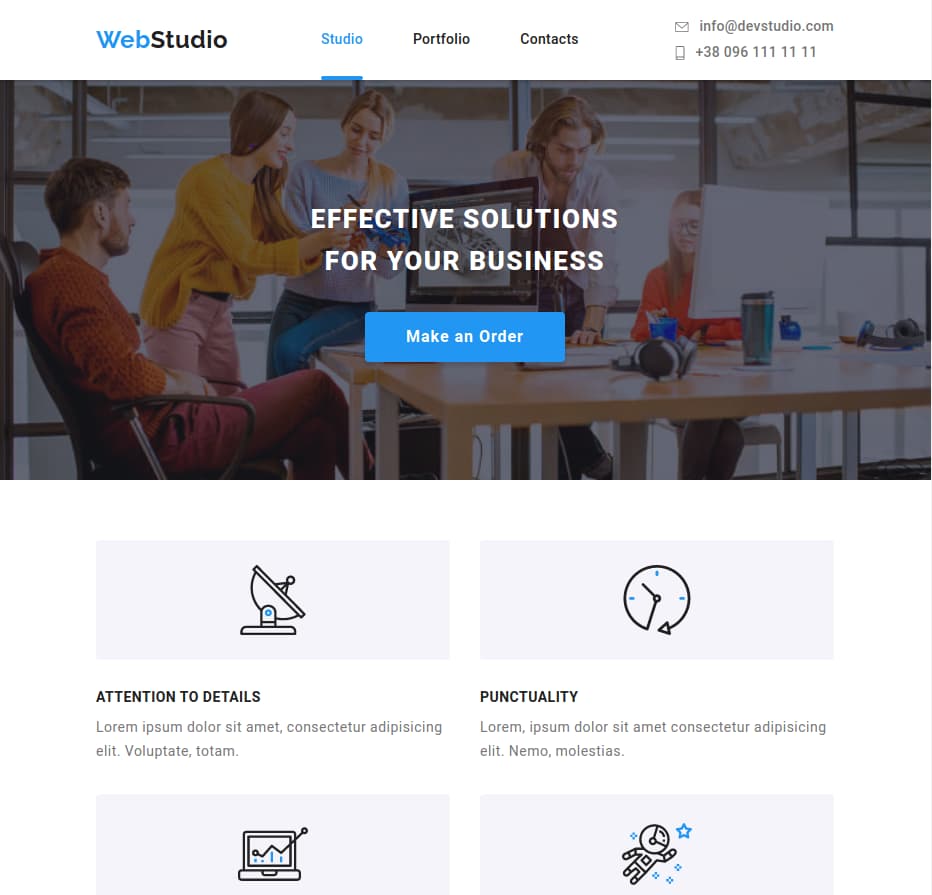 WebStudio
Studio
Portfolio
Contacts
info@devstudio.com
+38 096 111 11 11
EFFECTIVE SOLUTIONS
FOR YOUR BUSINESS
Make an Order
ATTENTION TO DETAILS
Lorem ipsum dolor sit amet, consectetur adipisicing
elit. Voluptate, totam.
PUNCTUALITY
Lorem, ipsum dolor sit amet consectetur adipisicing
elit. Nemo, molestias.